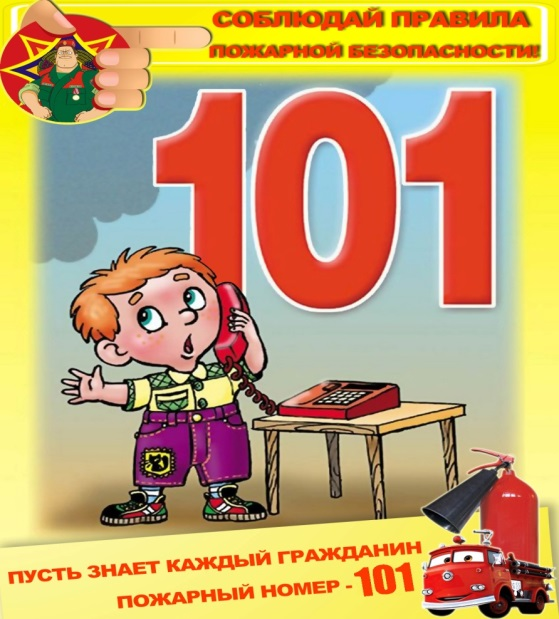 СОБЛЮДАЙ ПРАВИЛА
ПОЖАРНОЙ БЕЗОПАСНОСТИ!
101
ПУСТЬ ЗНАЕТ КАЖДЫЙ ГРАЖДАНИН
ПОЖАРНЫЙ НОМЕР - 101